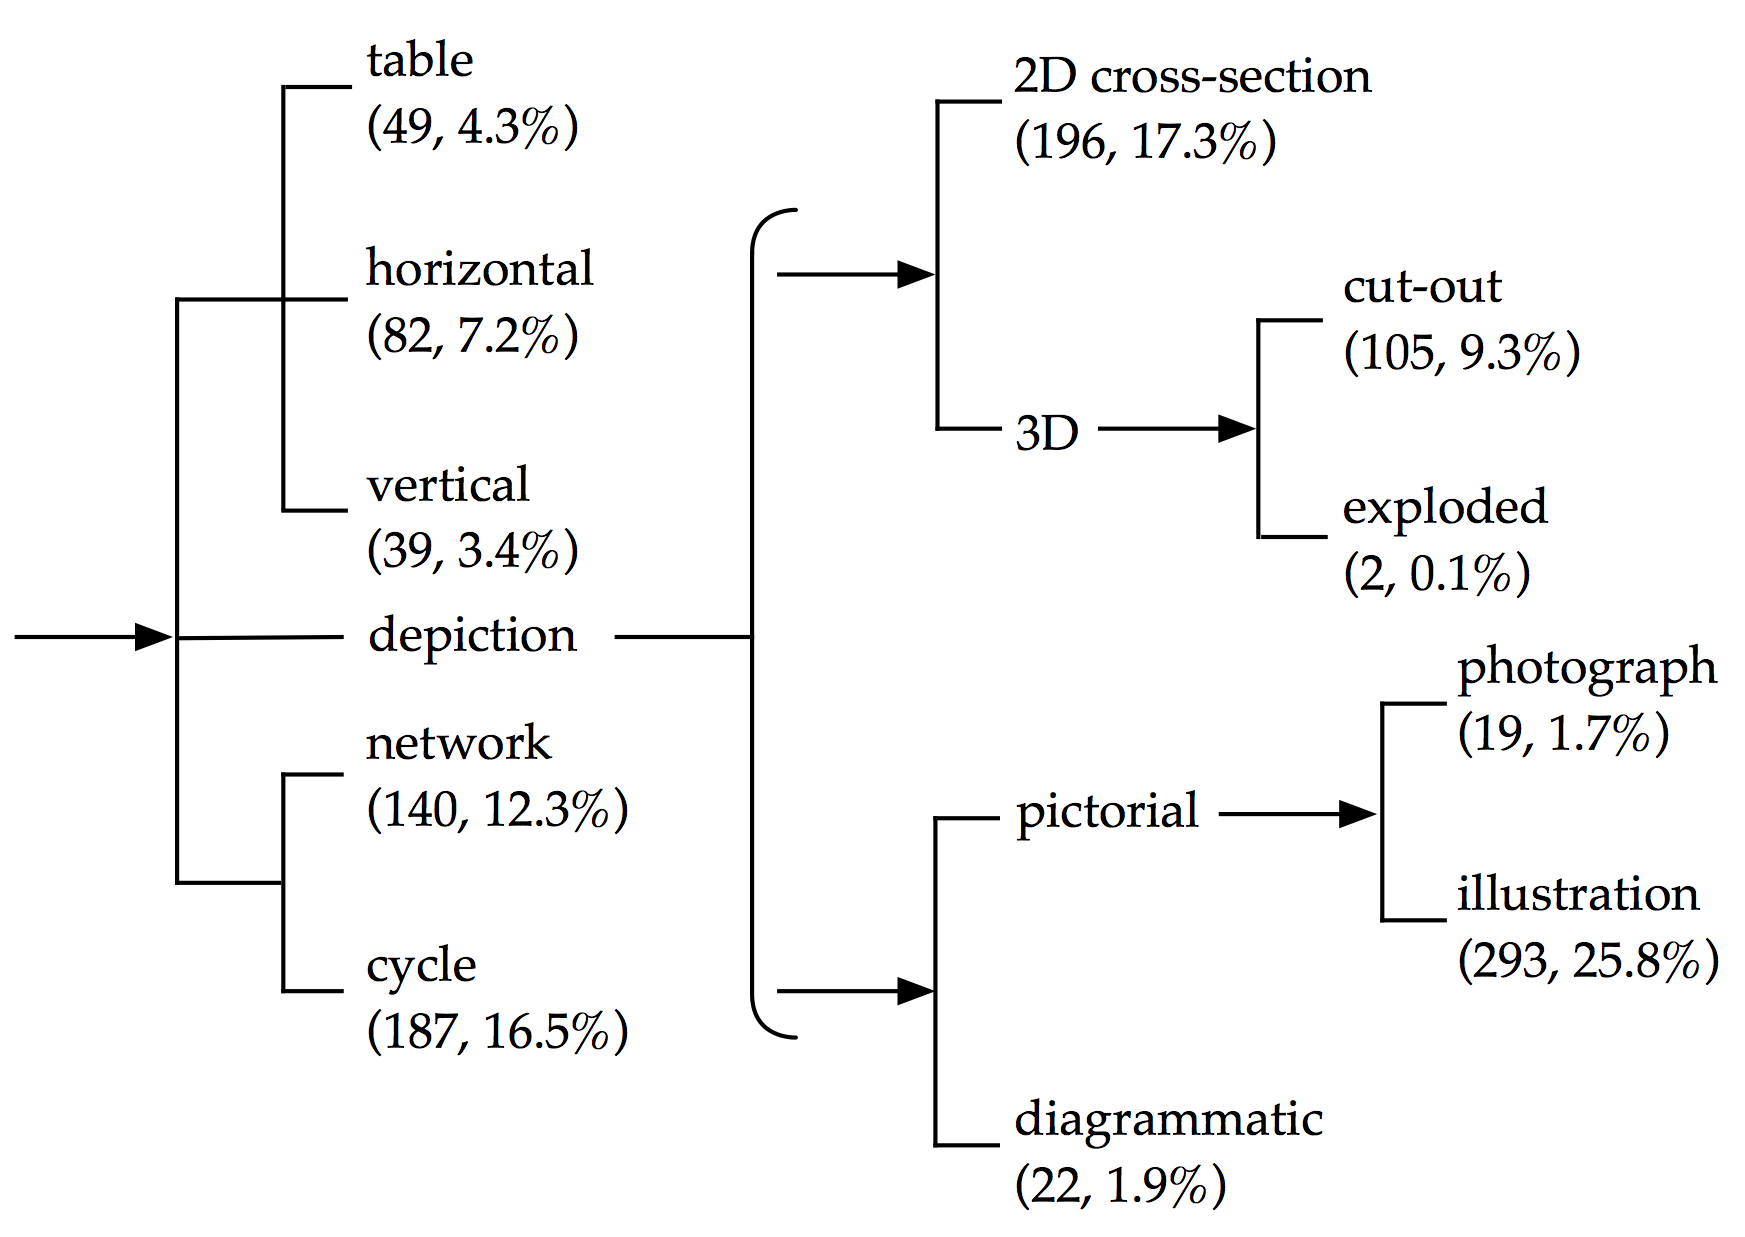 table
(49, 4.3%)
horizontal
(82, 7.2%)
vertical
(39, 3.4%)
depiction
network
(140, 12.3%)
cycle
(187, 16.5%)
2D cross-section
(196, 17.3%)
3D
cut-out
(105, 9.3%)
exploded
(2, 0.1%)
pictorial
photograph
(19, 1.7%)
illustration
(293, 25.8%)
diagrammatic
(22, 1.9%)